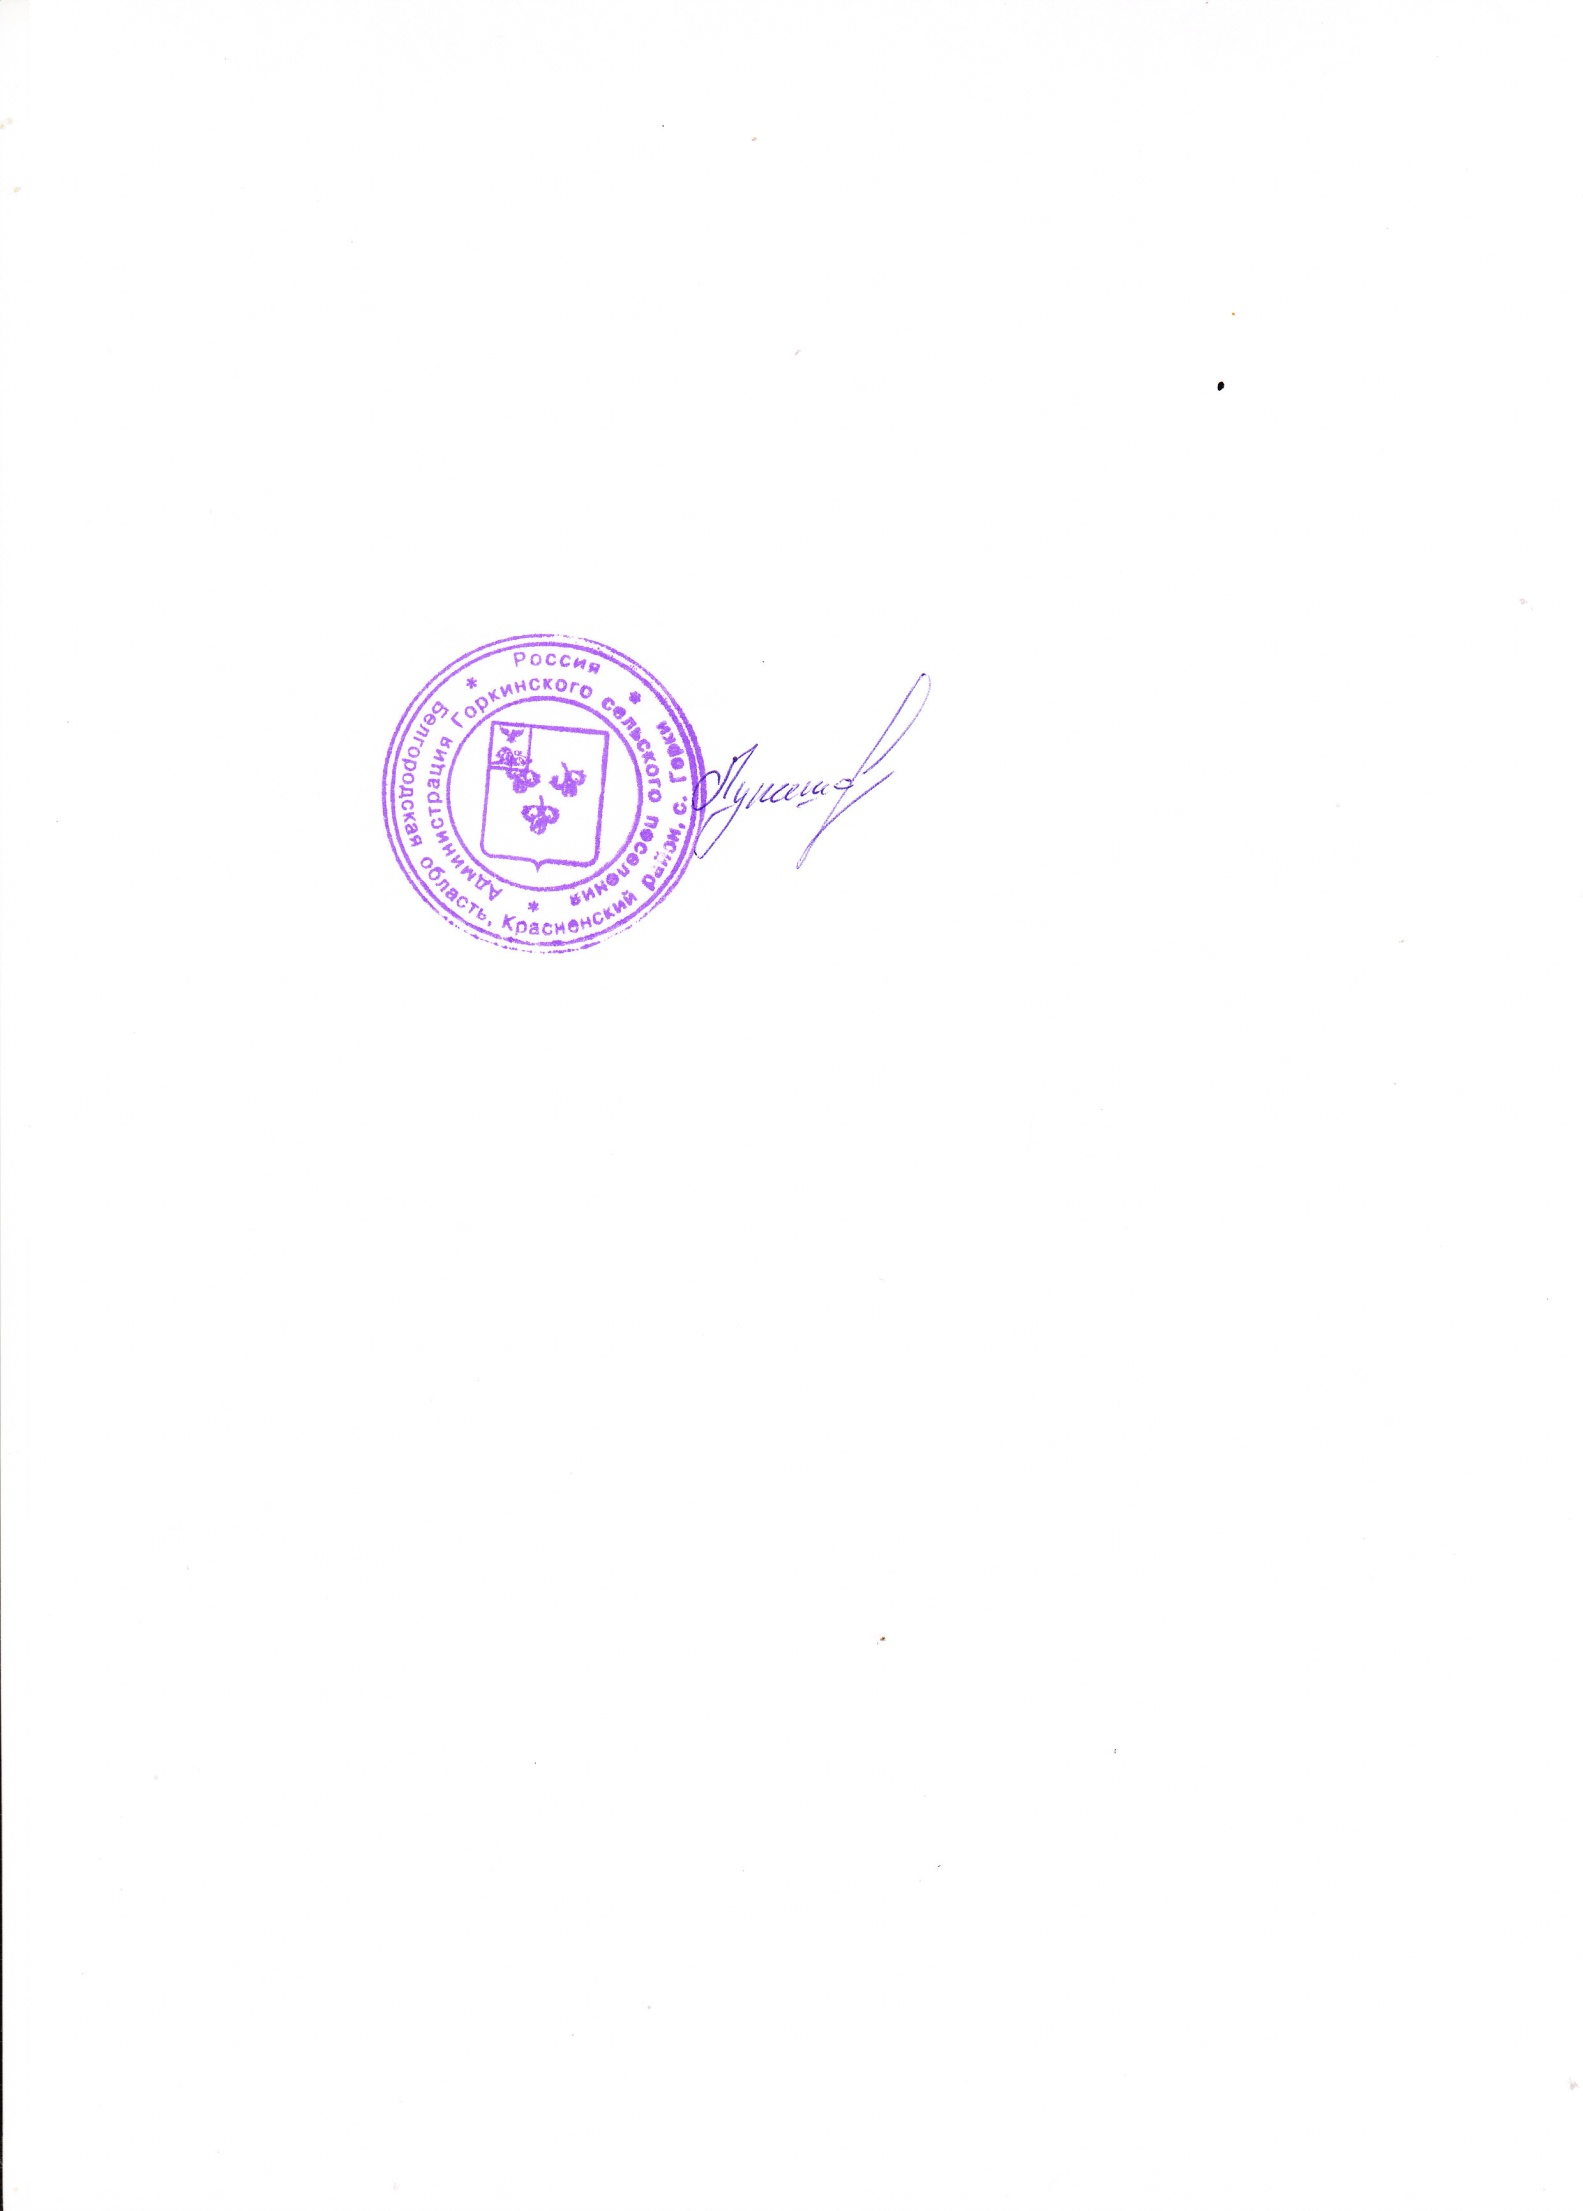 * Россия *
Белгородская область, Красненский район, с. Горки
Администрация Горкинского сельского поселения *